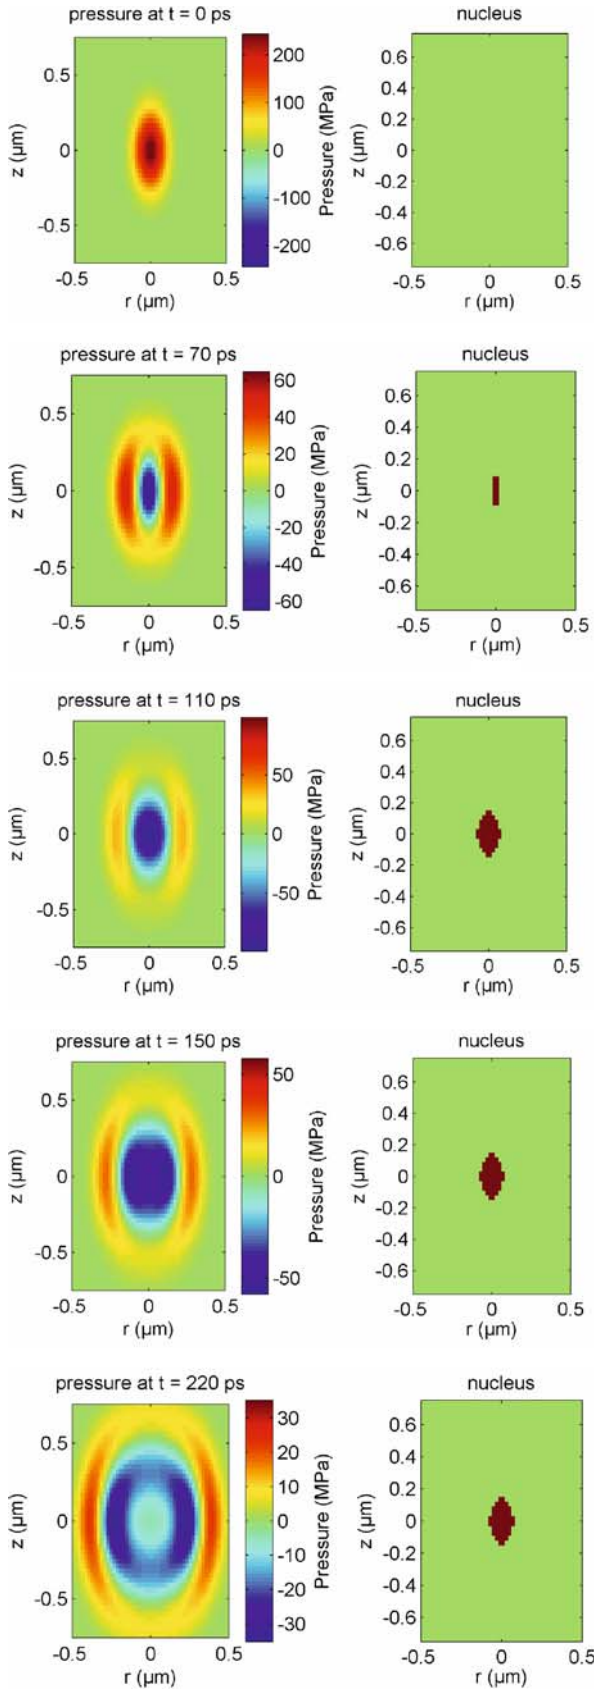 pressure at t = 0 ps
nucleus
0.5
0
-0.5
z (µm)
-0.5 0 0.5
r (µm)
200
100
0
-100
-200
Pressure (MPa)
0.6
0.4
0.2
0
-0.2
-0.4
-0.6
z (µm)
-0.5 0 0.5
r (µm)
pressure at t = 70 ps
nucleus
0.5
0
-0.5
z (µm)
-0.5 0 0.5
r (µm)
60
40
20
0
-20
-40
-60
Pressure (MPa)
0.6
0.4
0.2
0
-0.2
-0.4
-0.6
z (µm)
-0.5 0 0.5
r (µm)
pressure at t = 110 ps
nucleus
0.5
0
-0.5
z (µm)
-0.5 0 0.5
r (µm)
50
0
-50
Pressure (MPa)
0.6
0.4
0.2
0
-0.2
-0.4
-0.6
z (µm)
-0.5 0 0.5
r (µm)
pressure at t = 150 ps
nucleus
0.5
0
-0.5
z (µm)
-0.5 0 0.5
r (µm)
50
0
-50
Pressure (MPa)
0.6
0.4
0.2
0
-0.2
-0.4
-0.6
z (µm)
-0.5 0 0.5
r (µm)
pressure at t = 220 ps
nucleus
0.5
0
-0.5
z (µm)
-0.5 0 0.5
r (µm)
30
20
10
0
-10
-20
-30
Pressure (MPa)
0.6
0.4
0.2
0
-0.2
-0.4
-0.6
z (µm)
-0.5 0 0.5
r (µm)